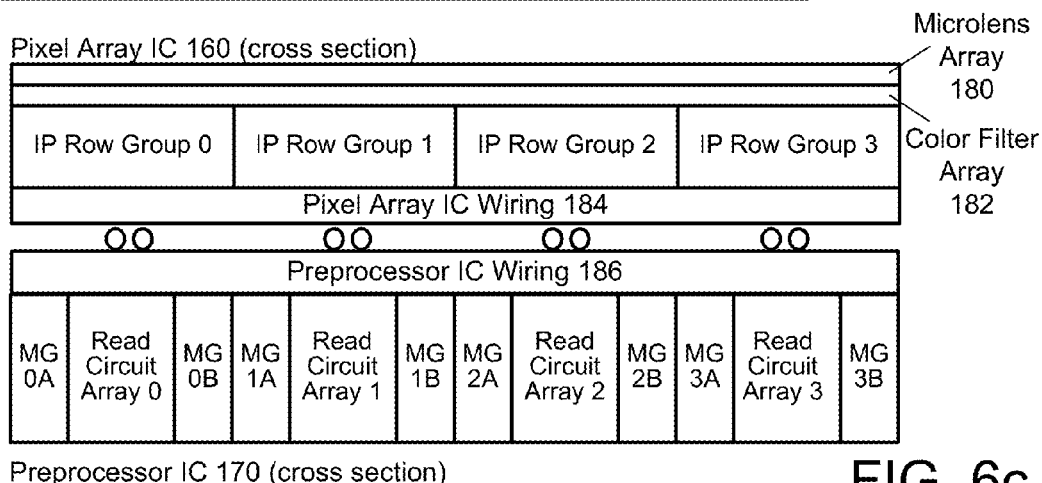 Pixel Array IC 160 (cross section)
Microlens
Array
180
IP Row Group 0 IP Row Group 1 IP Row Group 2 IP Row Group 3
Color Filter
Array
182
Pixel Array IC Wiring 184
Preprocessor IC Wiring 186
MG
0A
Read
Circuit
Array 0
MG
0B
MG
1A
Read
Circuit
Array 1
MG
1B
MG
2A
Read
Circuit
Array 2
MG
2B
MG
3A
Read
Circuit
Array 3
MG
3B
Preprocessor IC 170 (cross section)
FIG. 6c